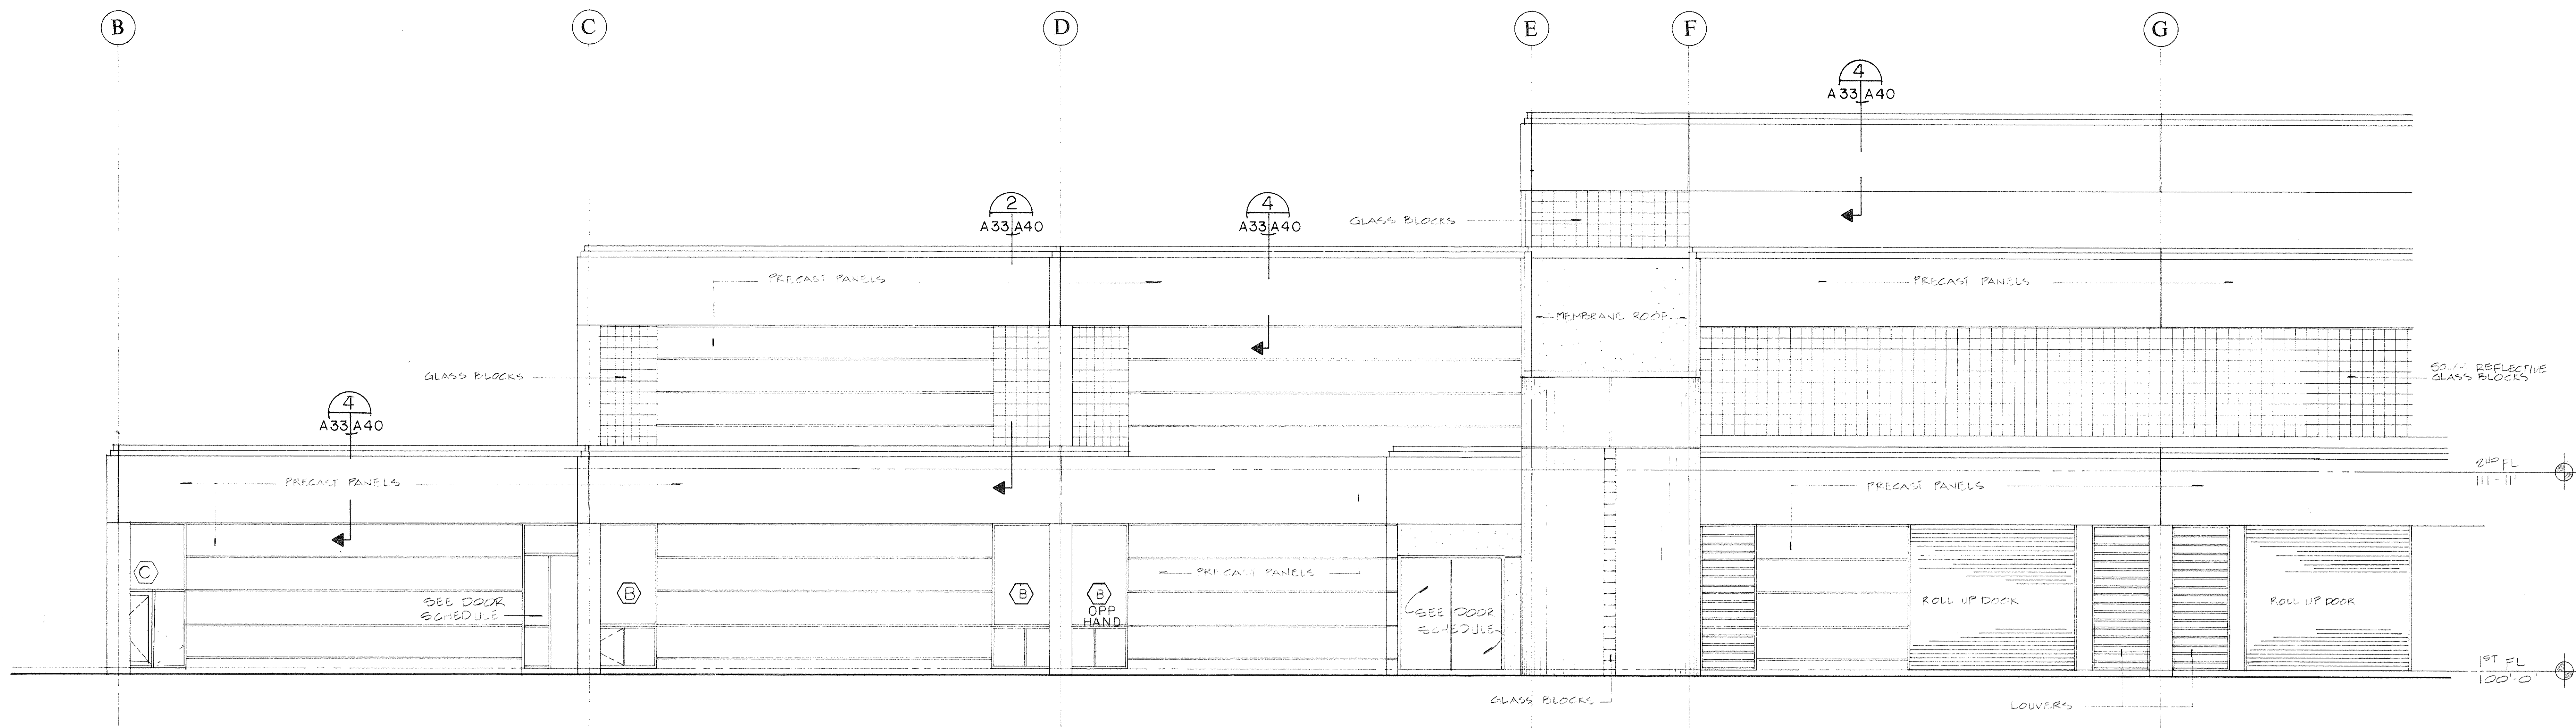 B C D E F G
4
A33 A40
2
A33 A40
4
A33 A40
GLASS BLOCKS
PRECAST PANELS
PRECAST PANELS
MEMBRANE ROOF
GLASS BLOCKS
REFLECTIVE
GLASS BLOCKS
4
A33 A40
2ND FL
111'-11"
PRECAST PANELS
PRECAST PANELS
C
B
B
B
OPP
HAND
PRECAST PANELS
SEE DOOR
SCHEDULE
SEE DOOR
SCHEDULE
ROLL UP DOOR
ROLL UP DOOR
1ST FL
100'-0"
GLASS BLOCKS
LOUVERS